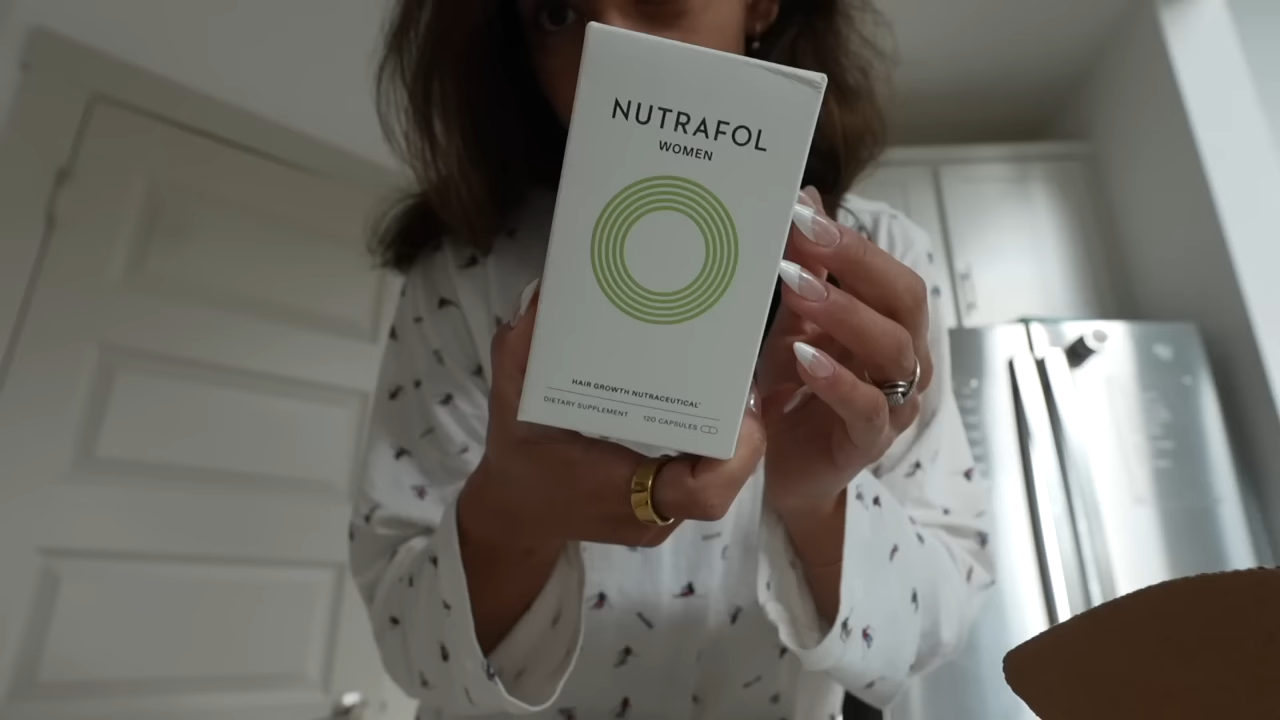 NUTRAFOL
WOMEN
HAIR GROWTH NUTRACEUTICAL*
DIETARY SUPPLEMENT 120 CAPSULES